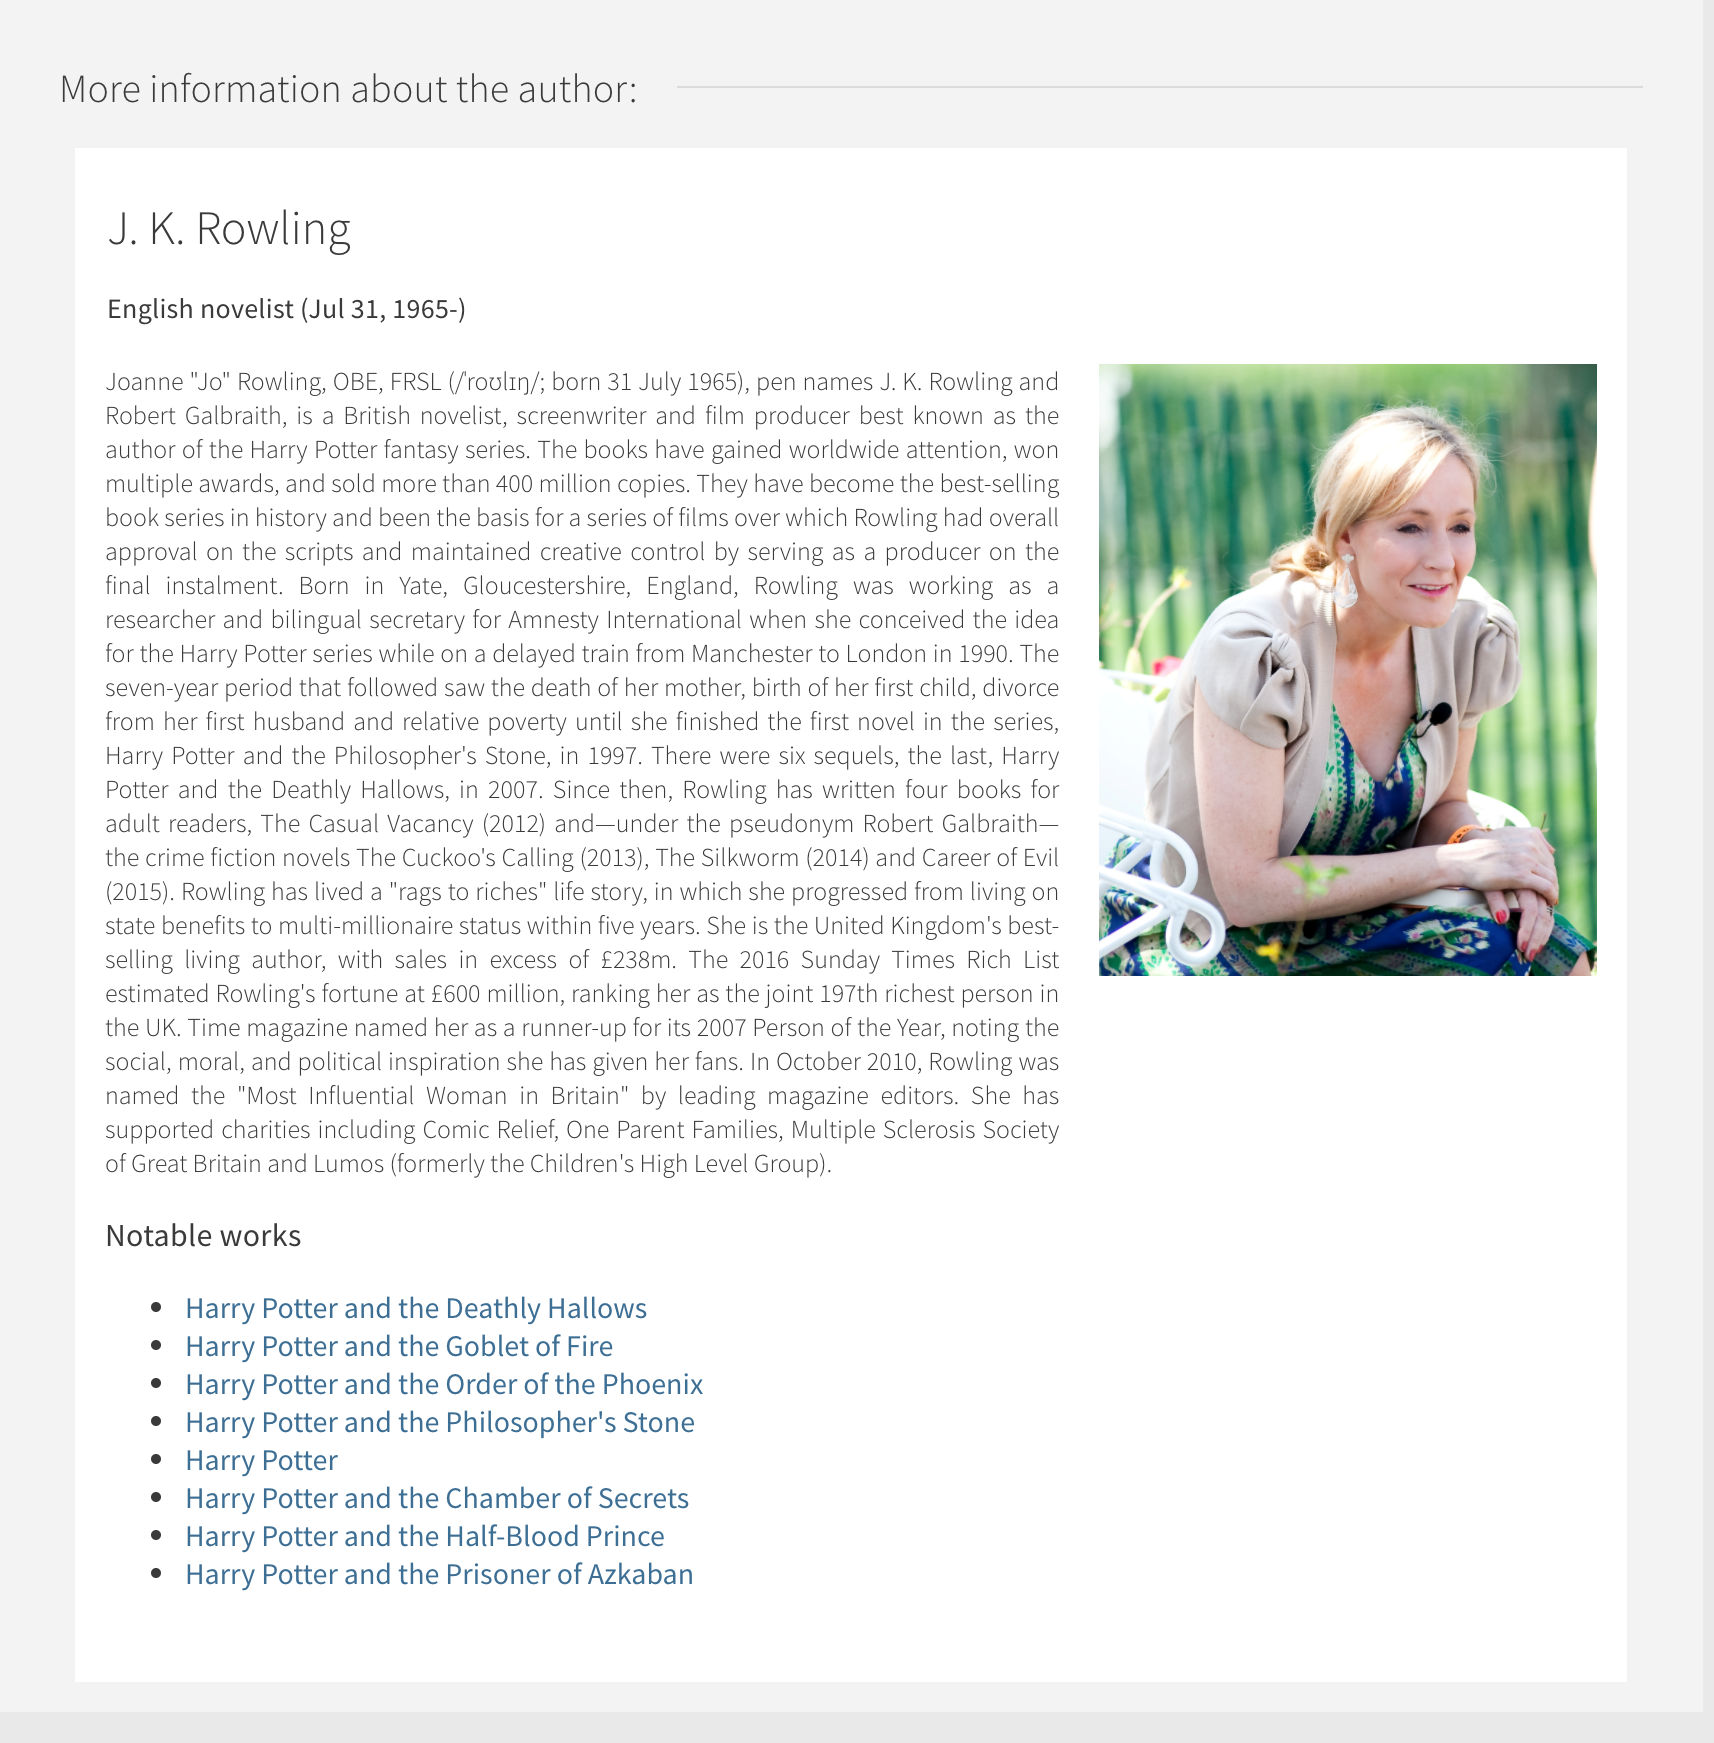 More information about the author:
J. K. Rowling
English novelist (Jul 31, 1965-)
Joanne "Jo" Rowling, OBE, FRSL (/ˈroʊlɪŋ/; born 31 July 1965), pen names J. K. Rowling and
Robert Galbraith, is a British novelist, screenwriter and film producer best known as the
author of the Harry Potter fantasy series. The books have gained worldwide attention, won
multiple awards, and sold more than 400 million copies. They have become the best-selling
book series in history and been the basis for a series of films over which Rowling had overall
approval on the scripts and maintained creative control by serving as a producer on the
final instalment. Born in Yate, Gloucestershire, England, Rowling was working as a
researcher and bilingual secretary for Amnesty International when she conceived the idea
for the Harry Potter series while on a delayed train from Manchester to London in 1990. The
seven-year period that followed saw the death of her mother, birth of her first child, divorce
from her first husband and relative poverty until she finished the first novel in the series,
Harry Potter and the Philosopher's Stone, in 1997. There were six sequels, the last, Harry
Potter and the Deathly Hallows, in 2007. Since then, Rowling has written four books for
adult readers, The Casual Vacancy (2012) and—under the pseudonym Robert Galbraith—
the crime fiction novels The Cuckoo's Calling (2013), The Silkworm (2014) and Career of Evil
(2015). Rowling has lived a "rags to riches" life story, in which she progressed from living on
state benefits to multi-millionaire status within five years. She is the United Kingdom's best-
selling living author, with sales in excess of £238m. The 2016 Sunday Times Rich List
estimated Rowling's fortune at £600 million, ranking her as the joint 197th richest person in
the UK. Time magazine named her as a runner-up for its 2007 Person of the Year, noting the
social, moral, and political inspiration she has given her fans. In October 2010, Rowling was
named the "Most Influential Woman in Britain" by leading magazine editors. She has
supported charities including Comic Relief, One Parent Families, Multiple Sclerosis Society
of Great Britain and Lumos (formerly the Children's High Level Group).
Notable works
Harry Potter and the Deathly Hallows
Harry Potter and the Goblet of Fire
Harry Potter and the Order of the Phoenix
Harry Potter and the Philosopher's Stone
Harry Potter
Harry Potter and the Chamber of Secrets
Harry Potter and the Half-Blood Prince
Harry Potter and the Prisoner of Azkaban